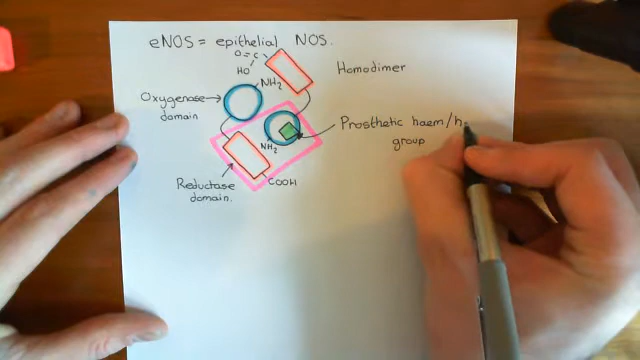 eNOS = epithelial NOS.
O=C
HO
NH2
Homodimer
Oxygenase
domain
Prosthetic haem/h
group
NH2
COOH
Reductase
domain.